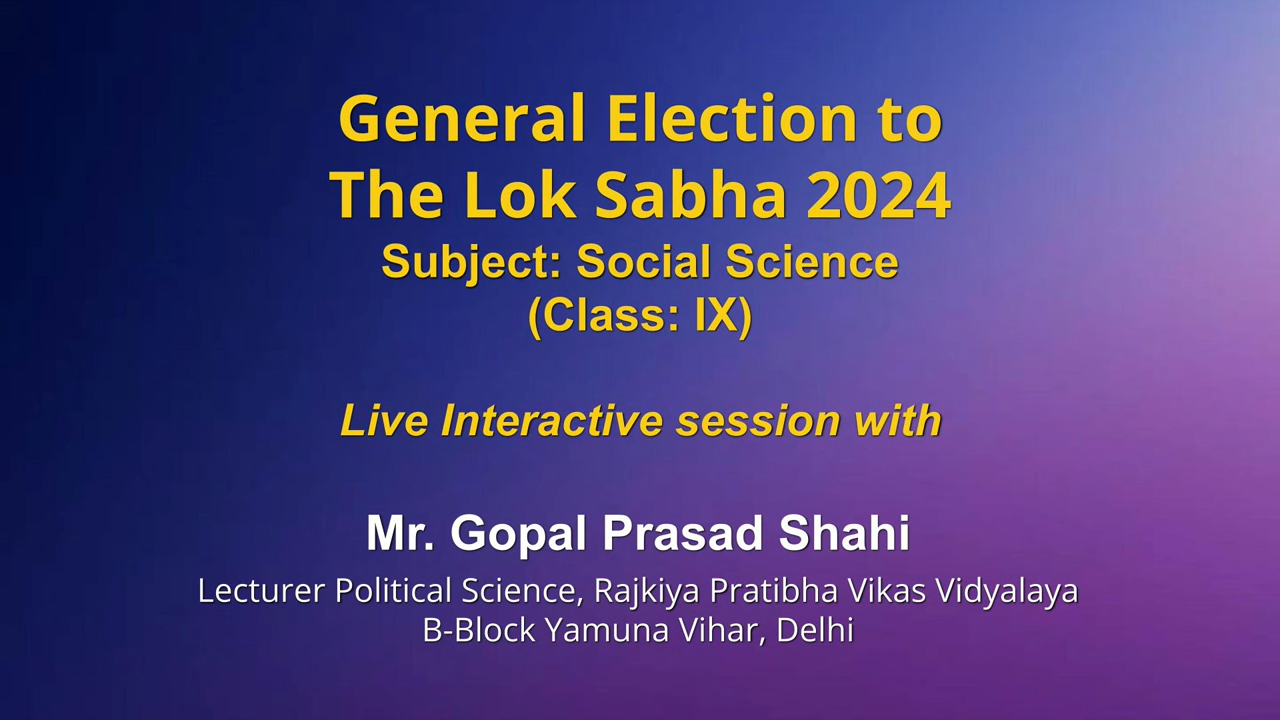 General Election to
The Lok Sabha 2024
Subject: Social Science
(Class: IX)
Live Interactive session with
Mr. Gopal Prasad Shahi
Lecturer Political Science, Rajkiya Pratibha Vikas Vidyalaya
B-Block Yamuna Vihar, Delhi